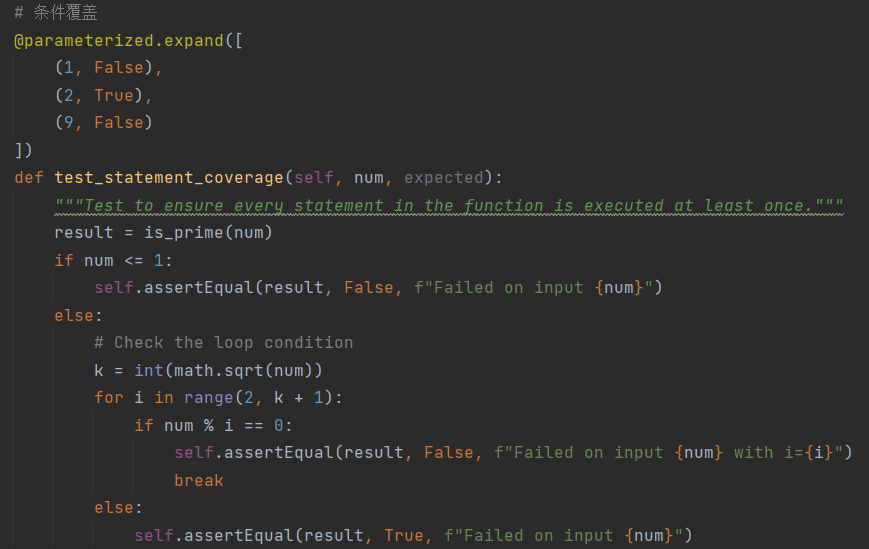 # 条件覆盖
@parameterized.expand([
    (1, False),
    (2, True),
    (9, False)
])
def test_statement_coverage(self, num, expected):
    """Test to ensure every statement in the function is executed at least once."""
    result = is_prime(num)
    if num <= 1:
        self.assertEqual(result, False, f"Failed on input {num}")
    else:
        # Check the loop condition
        k = int(math.sqrt(num))
        for i in range(2, k + 1):
            if num % i == 0:
                self.assertEqual(result, False, f"Failed on input {num} with i={i}")
                break
        else:
            self.assertEqual(result, True, f"Failed on input {num}")